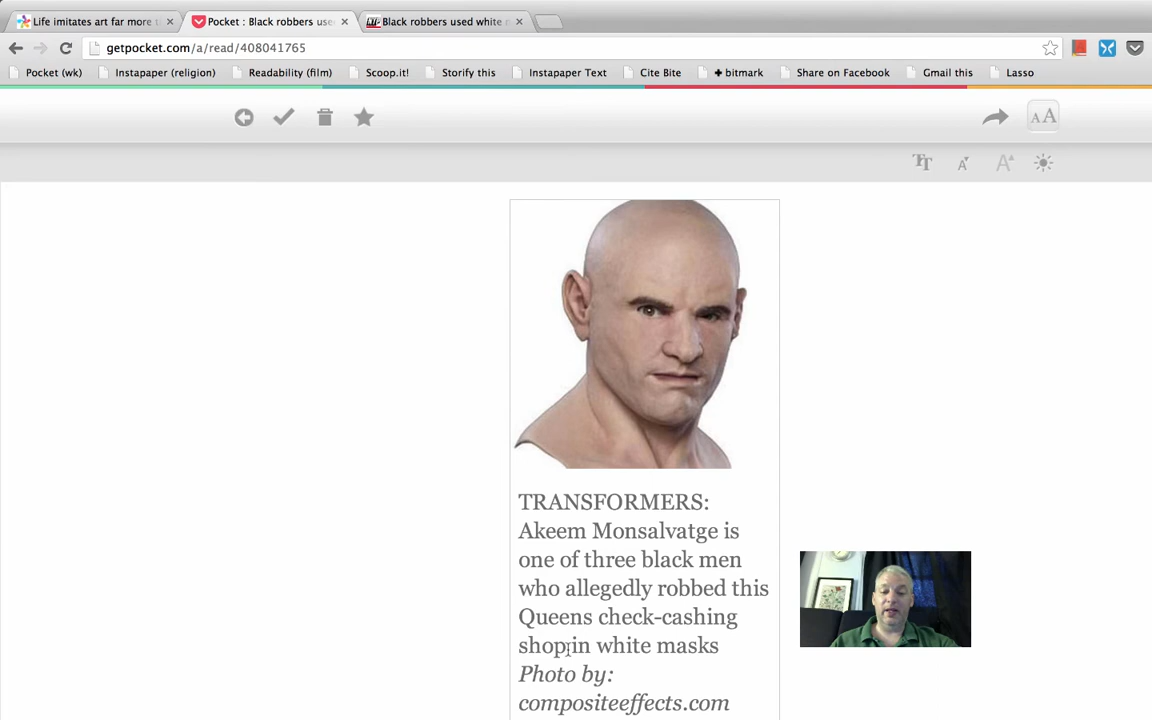 Life imitates art far more t
Pocket : Black robbers use
Black robbers used white m
getpocket.com/a/read/408041765
Pocket (wk) Instapaper (religion) Readability (film) Scoop.it! Storify this Instapaper Text Cite Bite + bitmark Share on Facebook Gmail this Lasso
AA
TT A A
TRANSFORMERS:
Akeem Monsalvatge is
one of three black men
who allegedly robbed this
Queens check-cashing
shop in white masks
Photo by:
compositeeffects.com